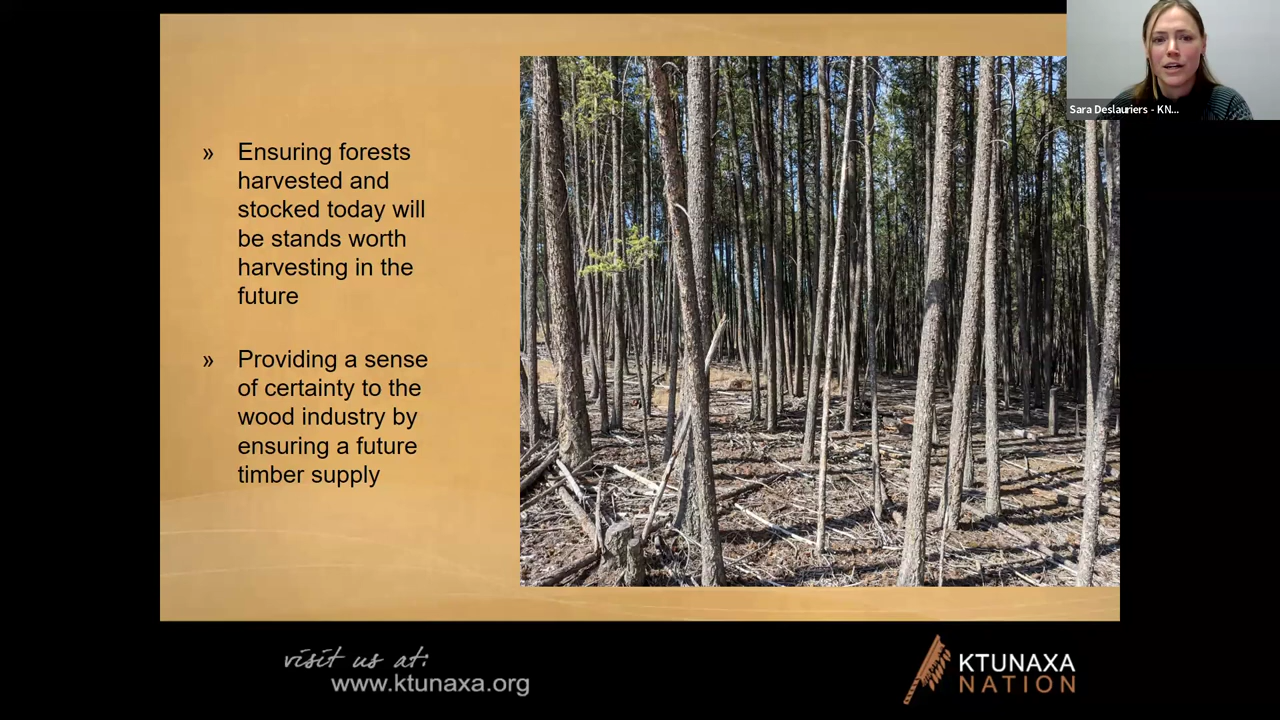 Sara Deslauriers - KN...
» Ensuring forests
harvested and
stocked today will
be stands worth
harvesting in the
future
» Providing a sense
of certainty to the
wood industry by
ensuring a future
timber supply
visit us at:
www.ktunaxa.org
KTUNAXA
NATION